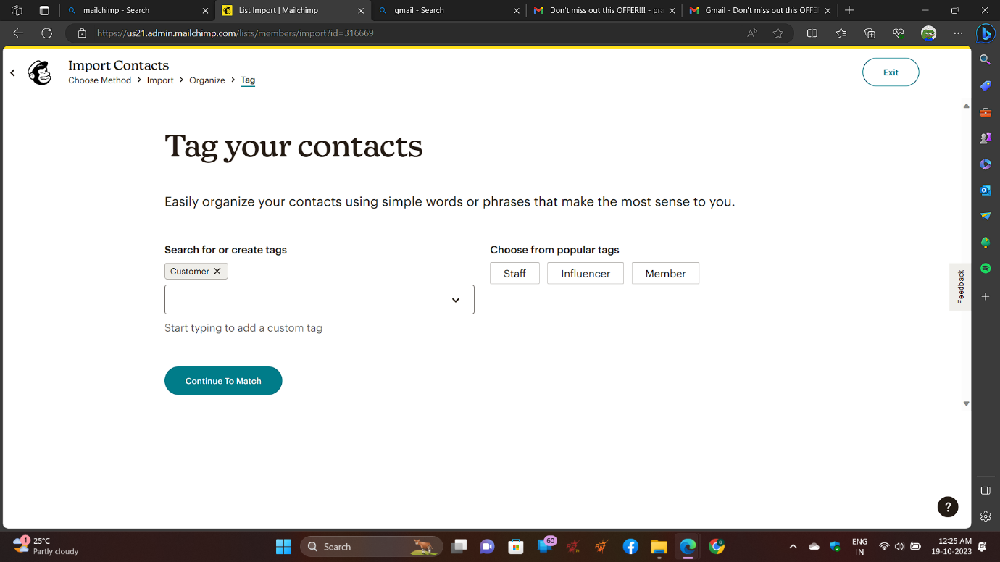 mailchimp - Search
List Import | Mailchimp
gmail - Search
Don't miss out this OFFER!!! - pra
Gmail - Don't miss out this OFFE
https://us21.admin.mailchimp.com/lists/members/import?id=316669
Import Contacts
Choose Method > Import > Organize > Tag
Exit
Tag your contacts
Easily organize your contacts using simple words or phrases that make the most sense to you.
Search for or create tags
Choose from popular tags
Customer
Staff
Influencer
Member
Start typing to add a custom tag
Continue To Match
Feedback
?
1
25°C
Partly cloudy
Search
60
ENG
IN
12:25 AM
19-10-2023